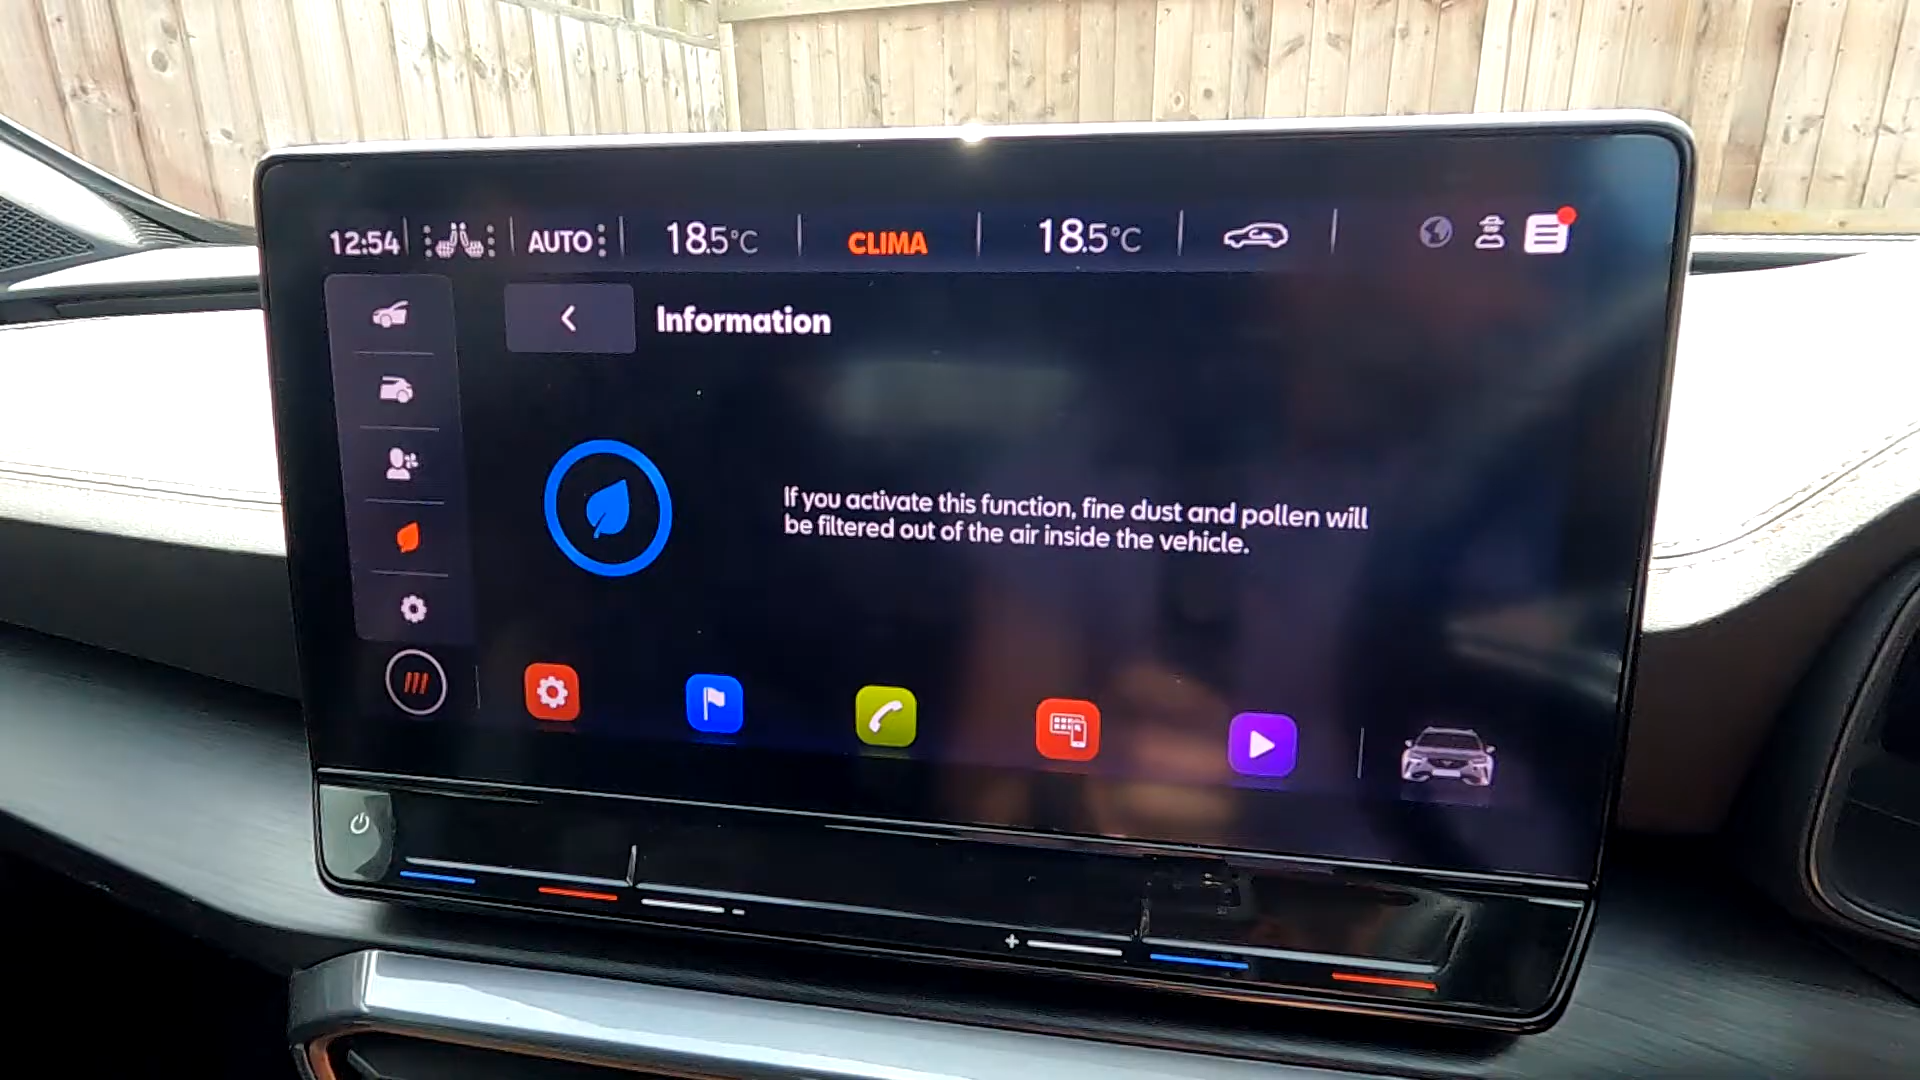 12:54
AUTO
18.5°C
CLIMA
18.5°C
Information
If you activate this function, fine dust and pollen will
be filtered out of the air inside the vehicle.